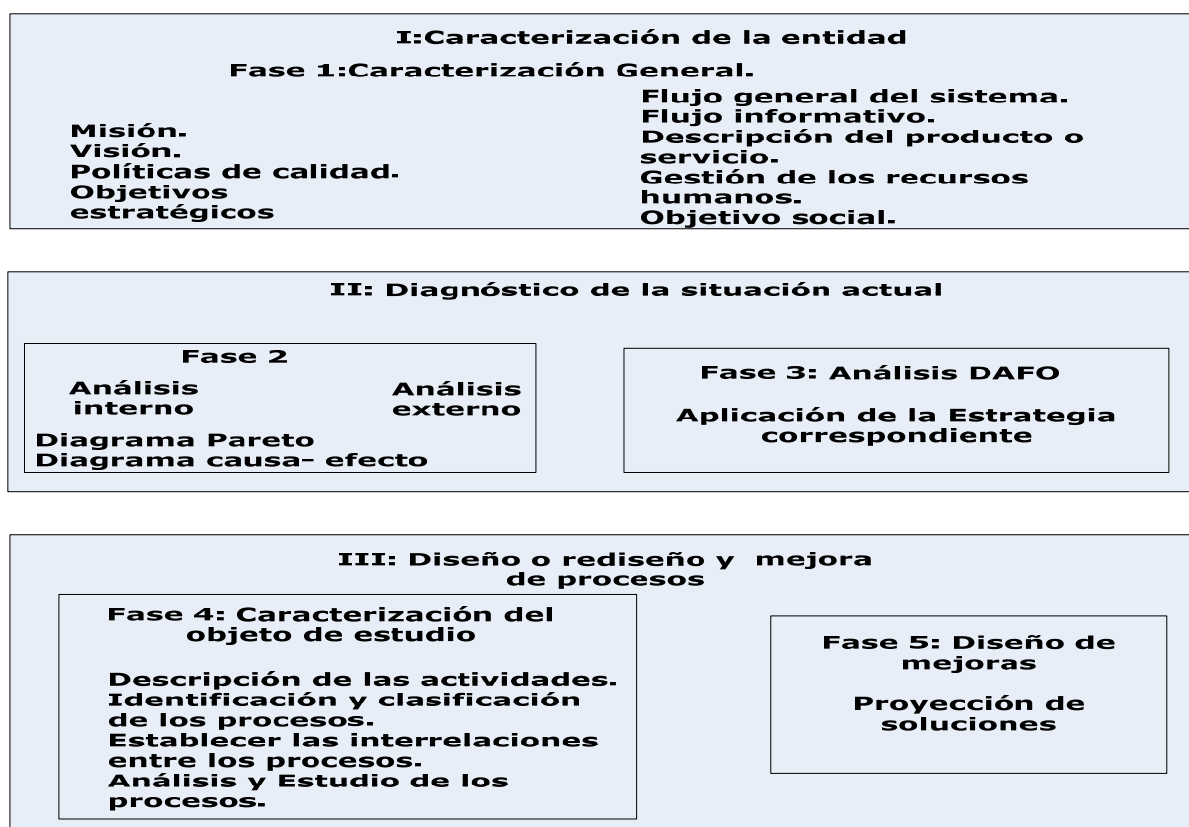 I:Caracterización de la entidad
Fase 1:Caracterización General.
Misión.
Visión.
Políticas de calidad.
Objetivos
estratégicos
Flujo general del sistema.
Flujo informativo.
Descripción del producto o
servicio.
Gestión de los recursos
humanos.
Objetivo social.
II: Diagnóstico de la situación actual
Fase 2
Análisis
interno
Análisis
externo
Diagrama Pareto
Diagrama causa- efecto
Fase 3: Análisis DAFO
Aplicación de la Estrategia
correspondiente
III: Diseño o rediseño y mejora
de procesos
Fase 4: Caracterización del
objeto de estudio
Descripción de las actividades.
Identificación y clasificación
de los procesos.
Establecer las interrelaciones
entre los procesos.
Análisis y Estudio de los
procesos.
Fase 5: Diseño de
mejoras
Proyección de
soluciones